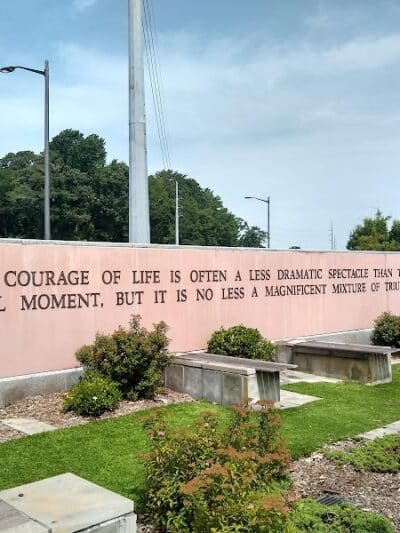 COURAGE OF LIFE IS OFTEN A LESS DRAMATIC SPECTACLE THAN
MOMENT, BUT IT IS NO LESS A MAGNIFICENT MIXTURE OF